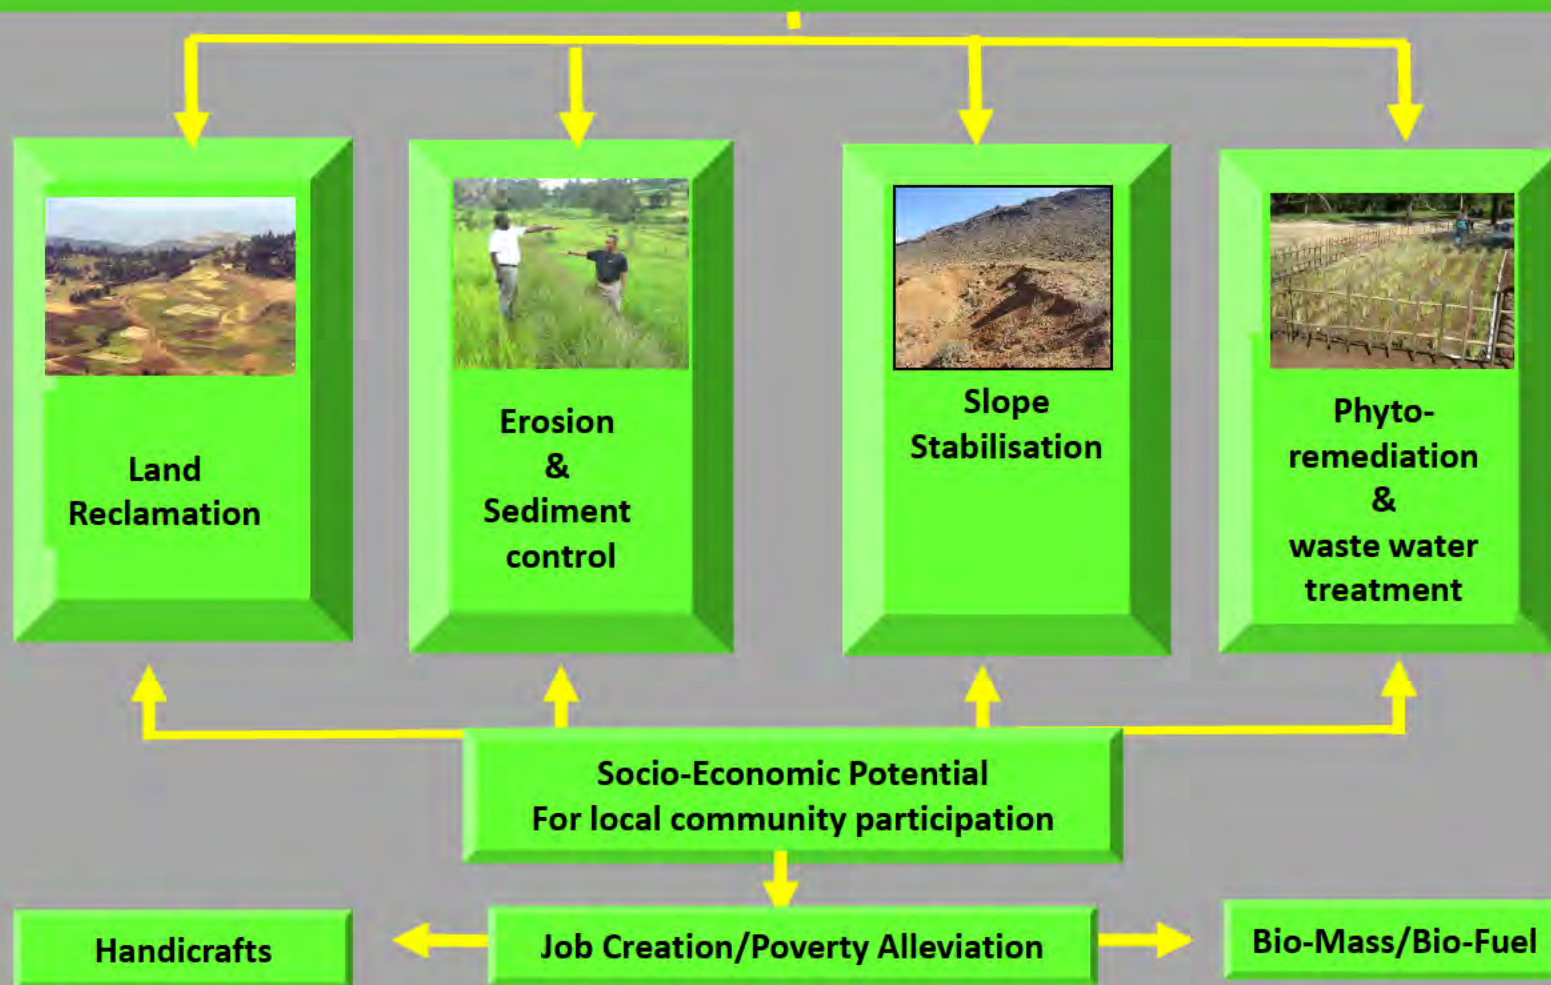 Land
Reclamation
Erosion
&
Sediment
control
Slope
Stabilisation
Phyto-
remediation
&
waste water
treatment
Socio-Economic Potential
For local community participation
Handicrafts
Job Creation/Poverty Alleviation
Bio-Mass/Bio-Fuel